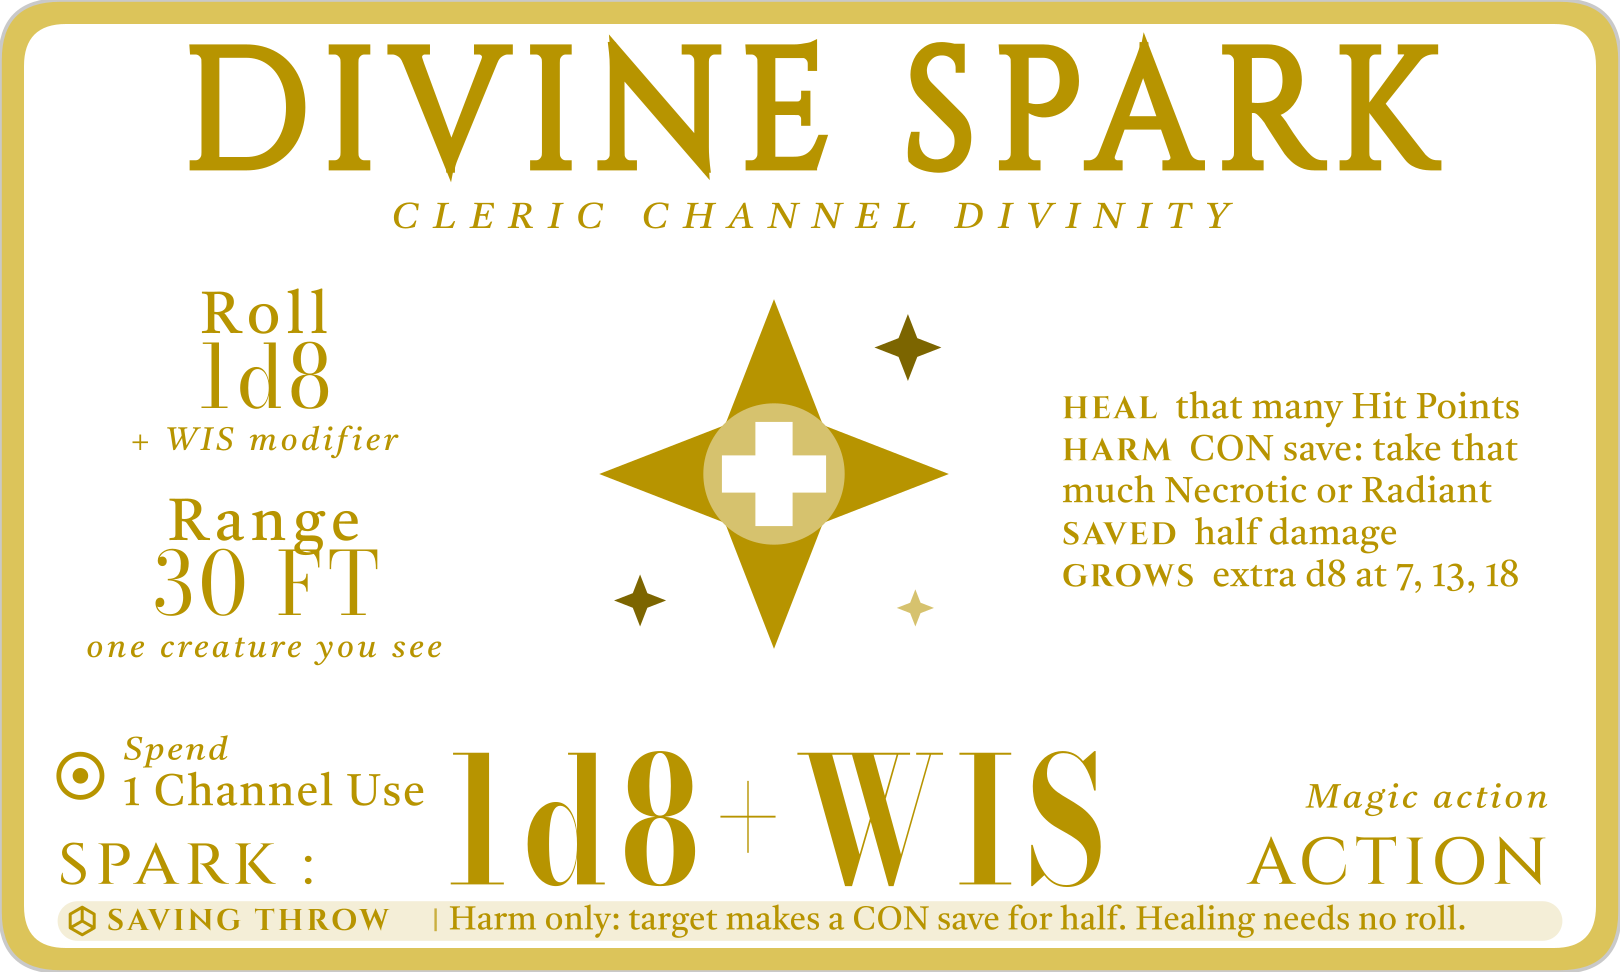 DIVINE SPARK
CLERIC CHANNEL DIVINITY
Roll
1d8
+ WIS modifier
Range
30 FT
one creature you see
HEAL that many Hit Points
HARM CON save: take that
much Necrotic or Radiant
SAVED half damage
GROWS extra d8 at 7, 13, 18
Spend
1 Channel Use
SPARK :
1d8 + WIS
Magic action
ACTION
SAVING THROW | Harm only: target makes a CON save for half. Healing needs no roll.